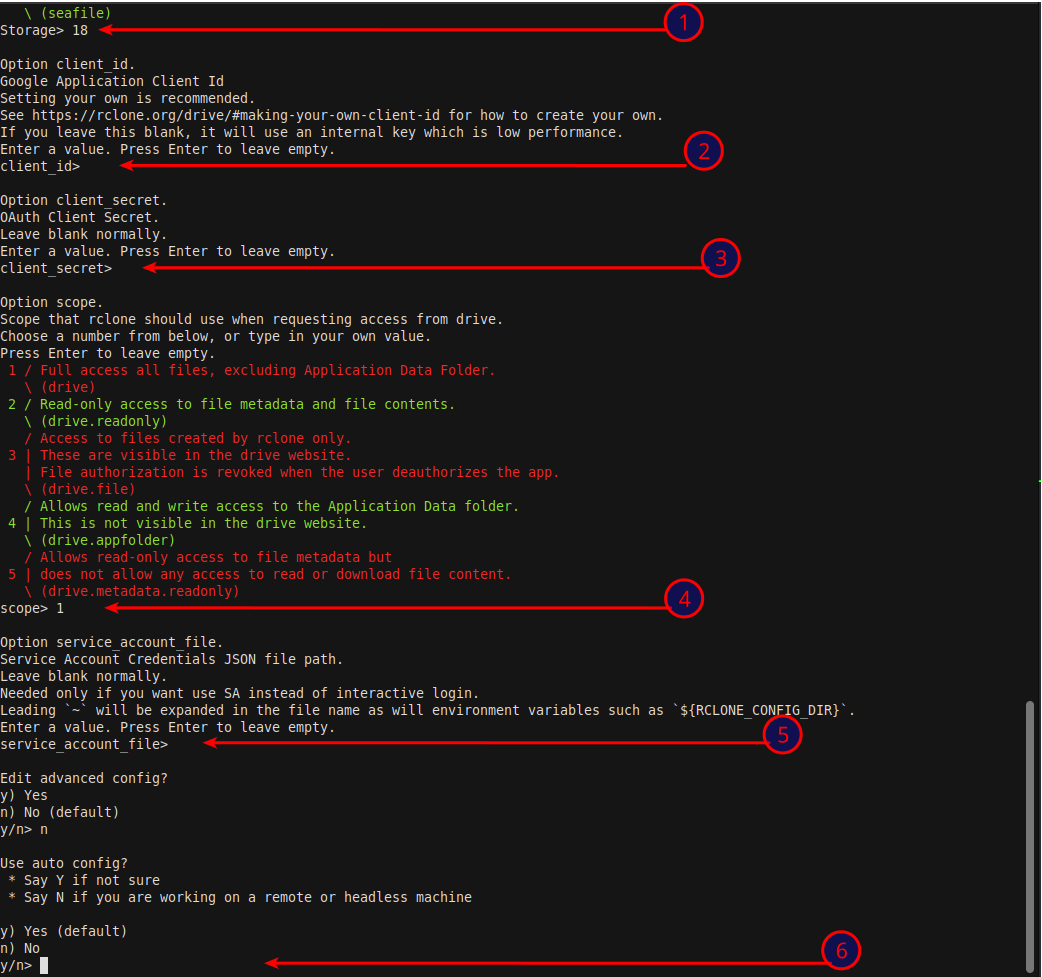 \ (seafile)
Storage> 18
1
Option client_id.
Google Application Client Id
Setting your own is recommended.
See https://rclone.org/drive/#making-your-own-client-id for how to create your own.
If you leave this blank, it will use an internal key which is low performance.
Enter a value. Press Enter to leave empty.
client_id>
2
Option client_secret.
OAuth Client Secret.
Leave blank normally.
Enter a value. Press Enter to leave empty.
client_secret>
3
Option scope.
Scope that rclone should use when requesting access from drive.
Choose a number from below, or type in your own value.
Press Enter to leave empty.
1 / Full access all files, excluding Application Data Folder.
\ (drive)
2 / Read-only access to file metadata and file contents.
\ (drive.readonly)
/ Access to files created by rclone only.
3 | These are visible in the drive website.
| File authorization is revoked when the user deauthorizes the app.
\ (drive.file)
/ Allows read and write access to the Application Data folder.
4 | This is not visible in the drive website.
\ (drive.appfolder)
/ Allows read-only access to file metadata but
5 | does not allow any access to read or download file content.
\ (drive.metadata.readonly)
scope> 1
4
Option service_account_file.
Service Account Credentials JSON file path.
Leave blank normally.
Needed only if you want use SA instead of interactive login.
Leading `~` will be expanded in the file name as will environment variables such as `${RCLONE_CONFIG_DIR}`.
Enter a value. Press Enter to leave empty.
service_account_file>
5
Edit advanced config?
y) Yes
n) No (default)
y/n> n
Use auto config?
* Say Y if not sure
* Say N if you are working on a remote or headless machine
y) Yes (default)
n) No
y/n>
6